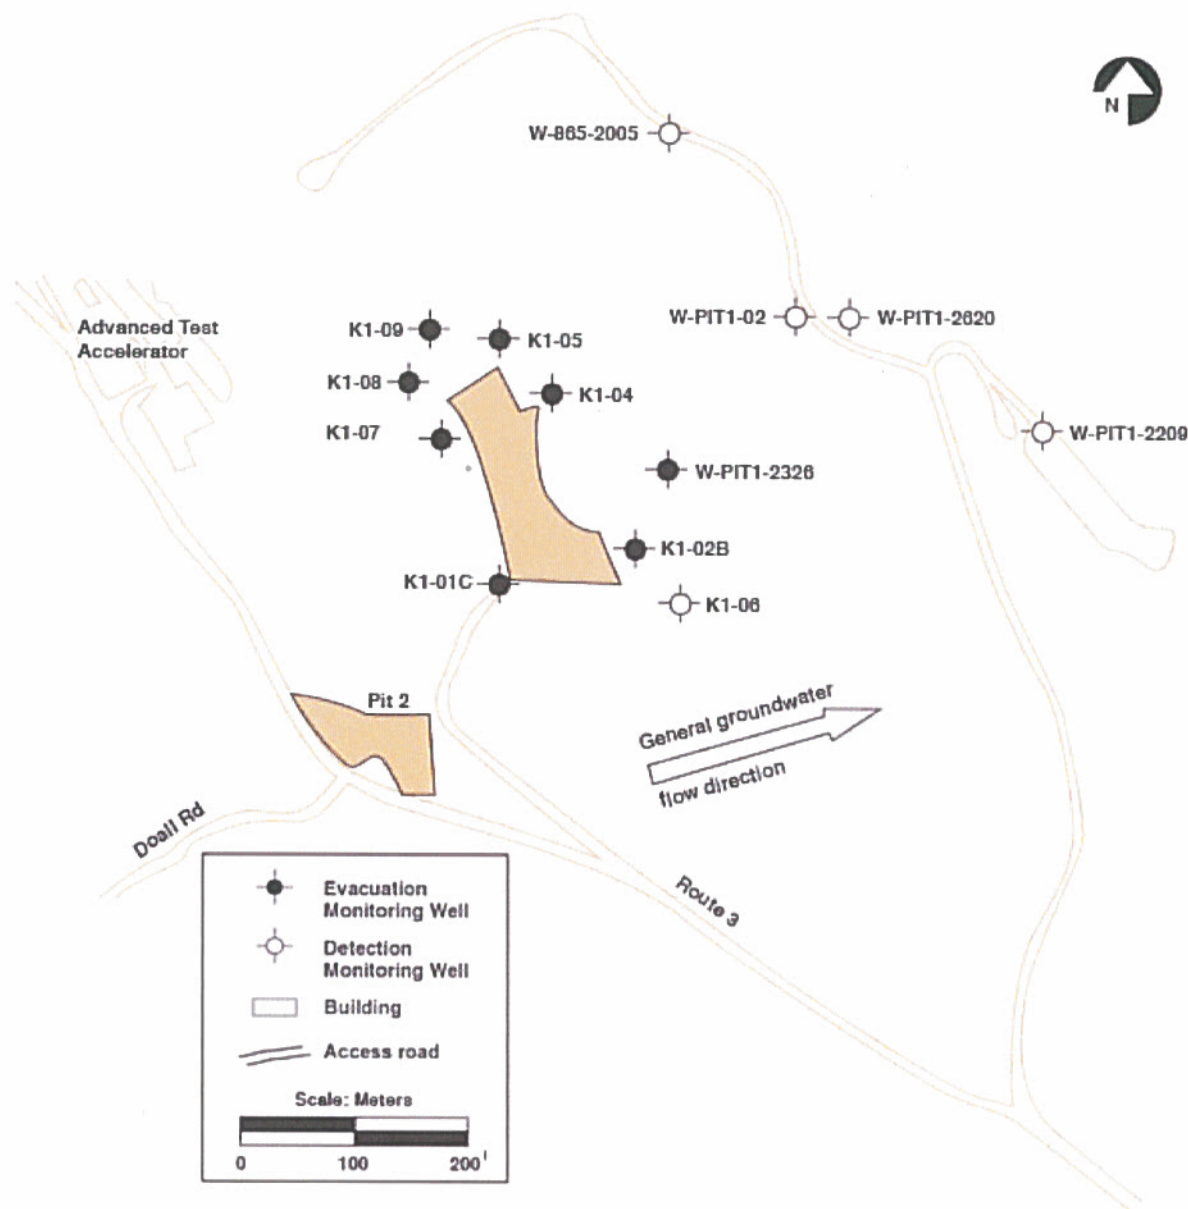 N
W-865-2005
W-PIT1-02
W-PIT1-2620
Advanced Test
Accelerator
K1-09
K1-05
K1-08
K1-04
K1-07
W-PIT1-2209
W-PIT1-2326
K1-02B
K1-01C
K1-06
Pit 2
General groundwater
flow direction
Doall Rd
Route 3
Evacuation
Monitoring Well
Detection
Monitoring Well
Building
Access road
Scale: Meters
0 100 200